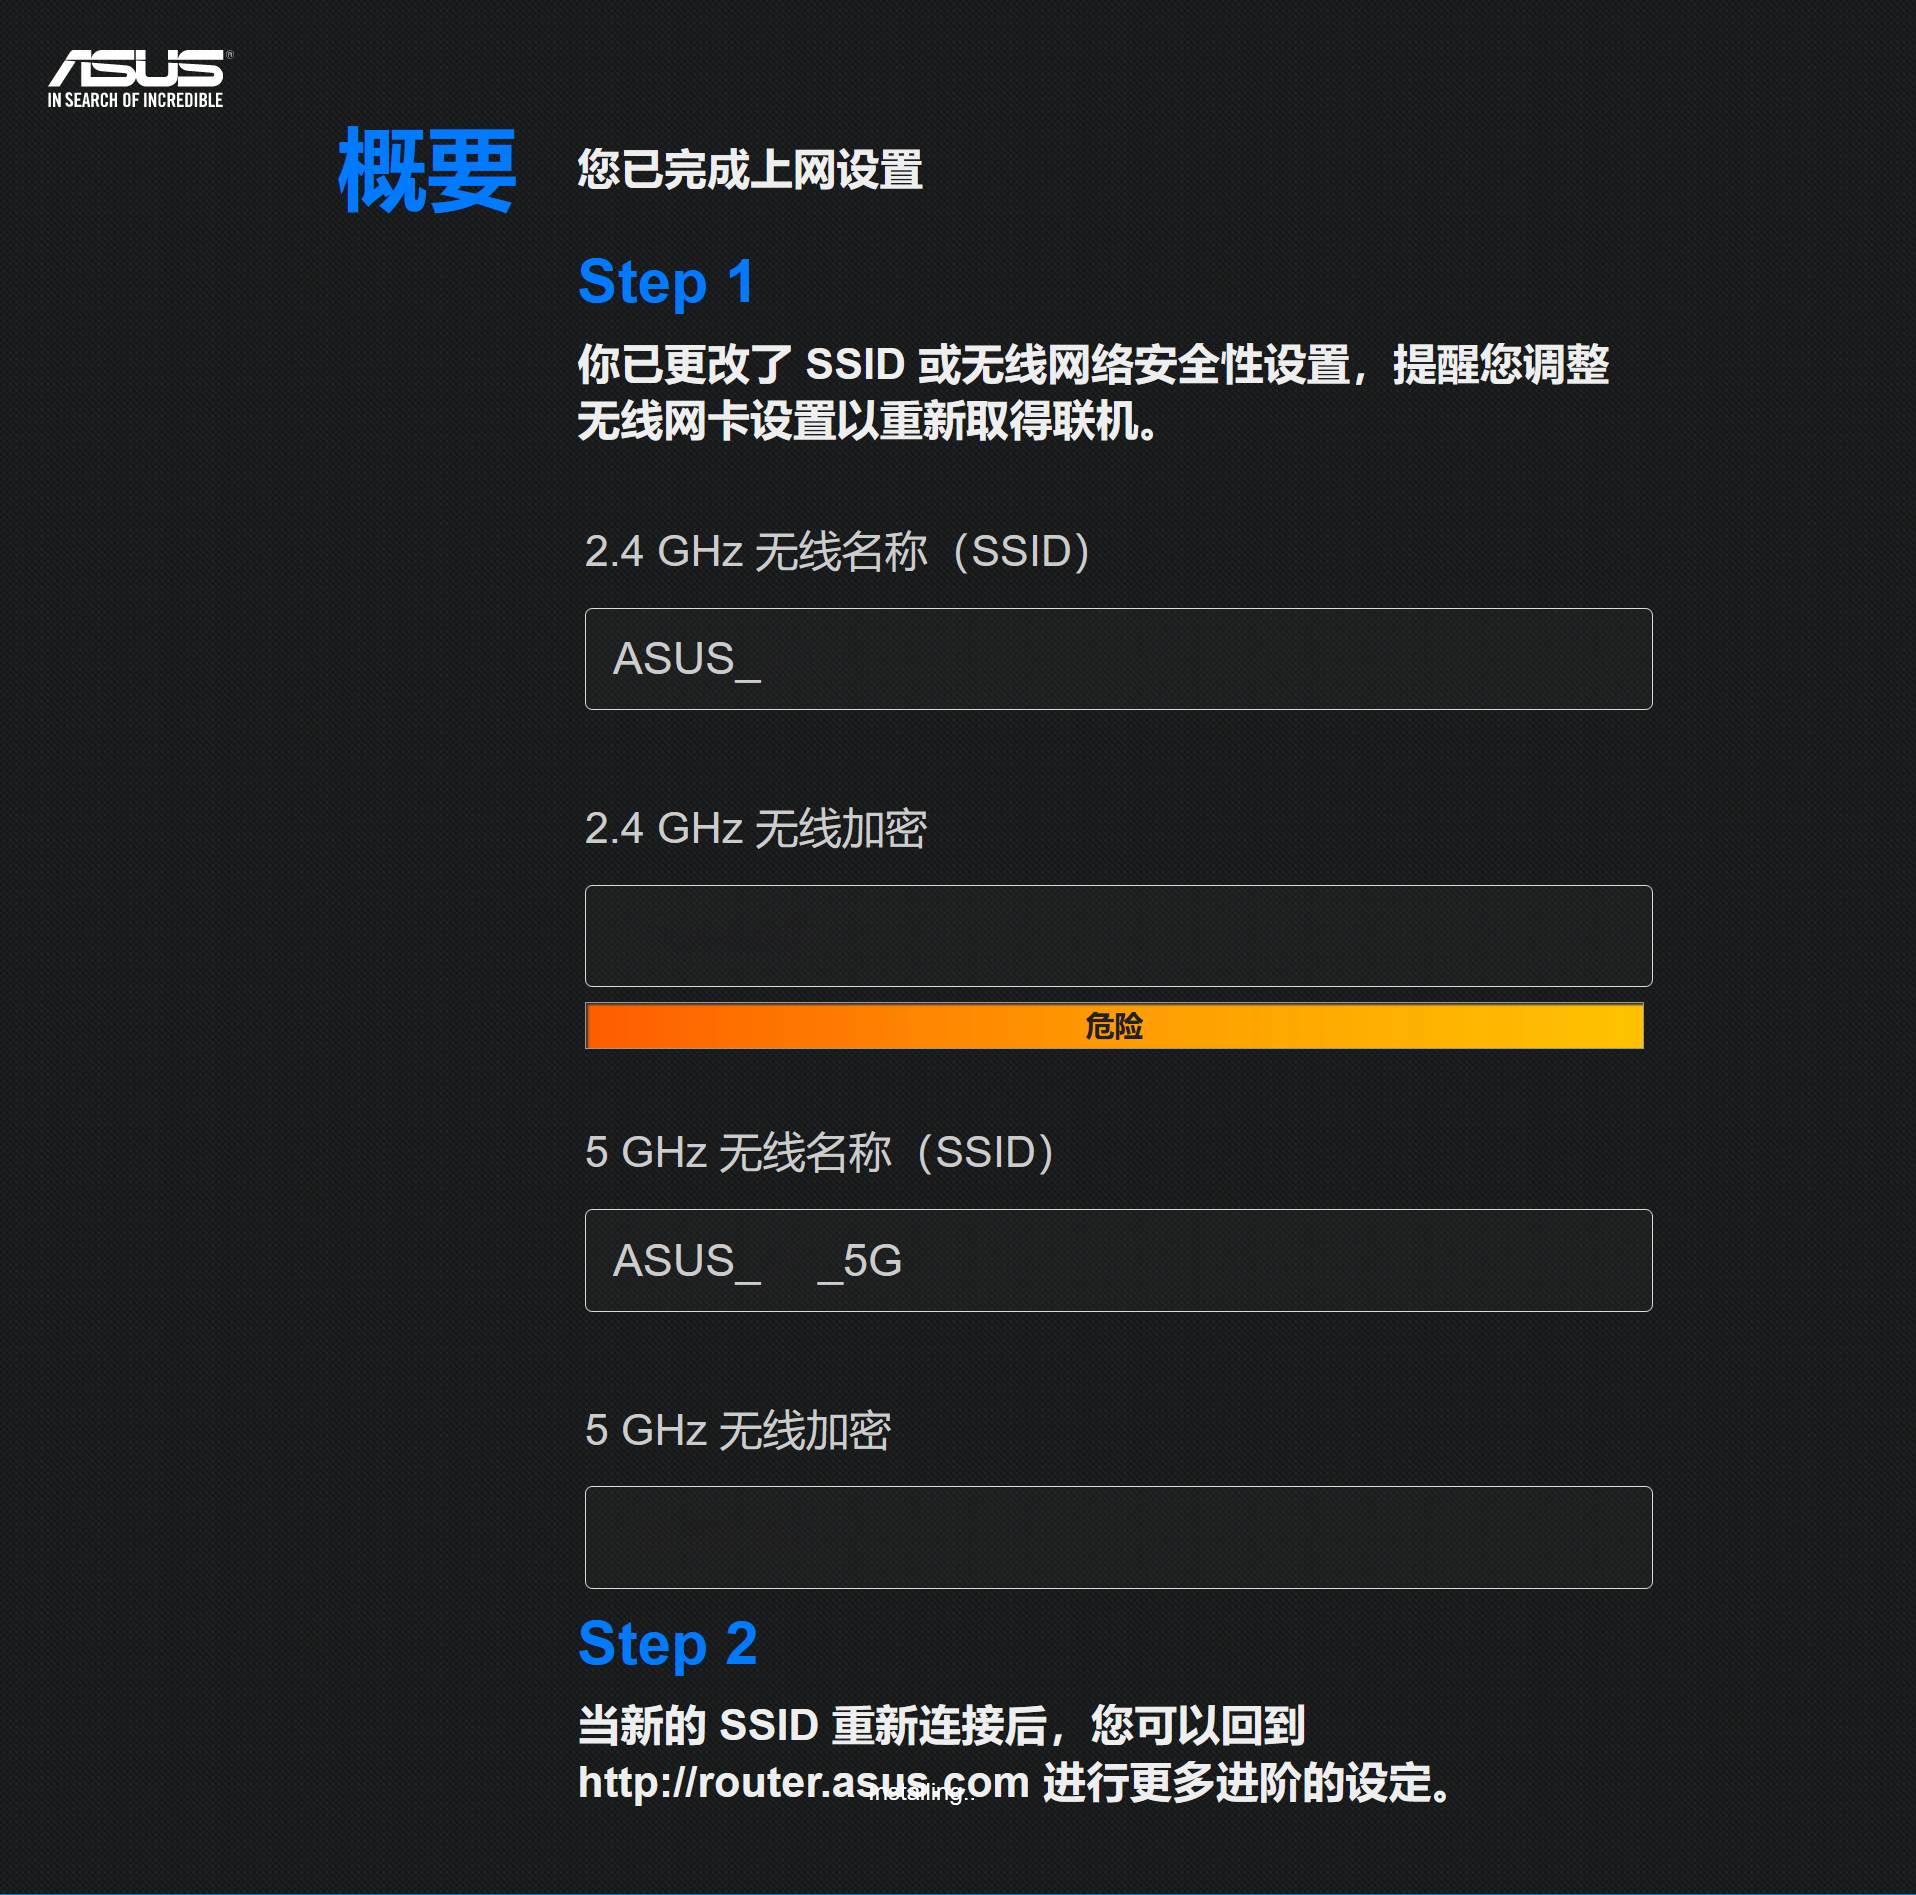 ASUS®
IN SEARCH OF INCREDIBLE
概要
您已完成上网设置
Step 1
你已更改了 SSID 或无线网络安全性设置，提醒您调整
无线网卡设置以重新取得联机。
2.4 GHz 无线名称（SSID）
ASUS_
2.4 GHz 无线加密
危险
5 GHz 无线名称（SSID）
ASUS_ _5G
5 GHz 无线加密
Step 2
当新的 SSID 重新连接后，您可以回到
http://router.asus.com 进行更多进阶的设定。
Installing..